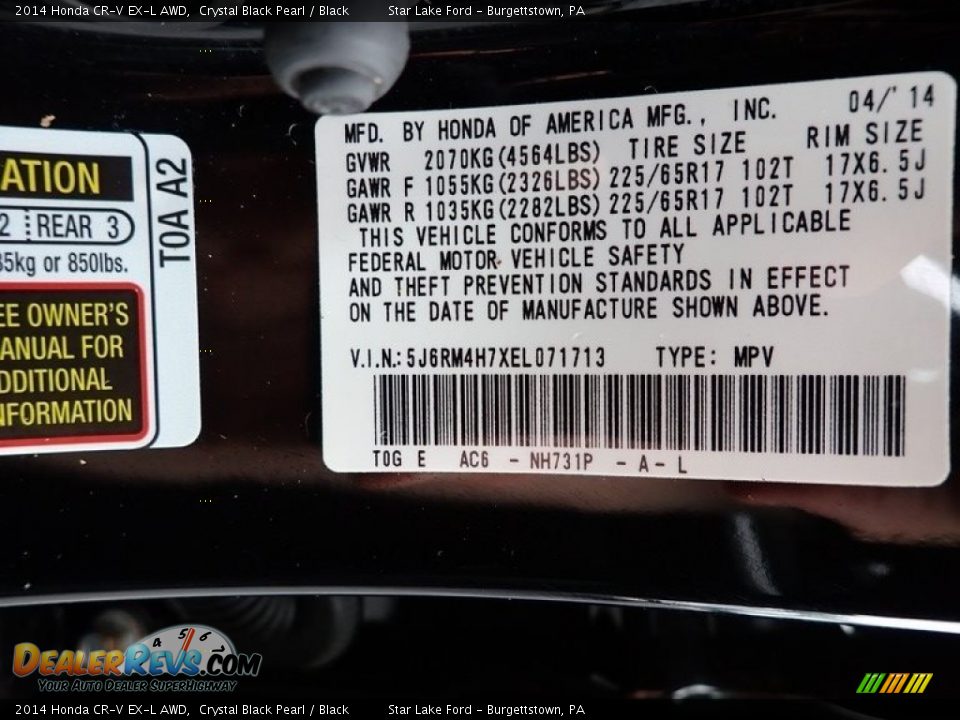 2014 Honda CR-V EX-L AWD, Crystal Black Pearl / Black Star Lake Ford - Burgettstown, PA
ATION
2 REAR 3
85kg or 850lbs.
EE OWNER'S
ANUAL FOR
DDITIONAL
NFORMATION
T0A A2
MFD. BY HONDA OF AMERICA MFG., INC. 04/'14
GVWR 2070KG(4564LBS) TIRE SIZE RIM SIZE
GAWR F 1055KG(2326LBS) 225/65R17 102T 17X6.5J
GAWR R 1035KG(2282LBS) 225/65R17 102T 17X6.5J
THIS VEHICLE CONFORMS TO ALL APPLICABLE
FEDERAL MOTOR VEHICLE SAFETY
AND THEFT PREVENTION STANDARDS IN EFFECT
ON THE DATE OF MANUFACTURE SHOWN ABOVE.
V.I.N.:5J6RM4H7XEL071713 TYPE: MPV
T0G E AC6 - NH731P - A - L
4 5 6
DealerRevs.com
Your Auto Dealer SuperHighway
2014 Honda CR-V EX-L AWD, Crystal Black Pearl / Black Star Lake Ford - Burgettstown, PA